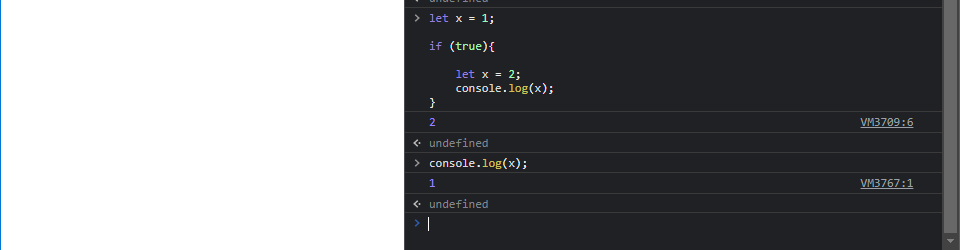 undefined
let x = 1;
if (true){
let x = 2;
console.log(x);
}
2 VM3709:6
undefined
console.log(x);
1 VM3767:1
undefined